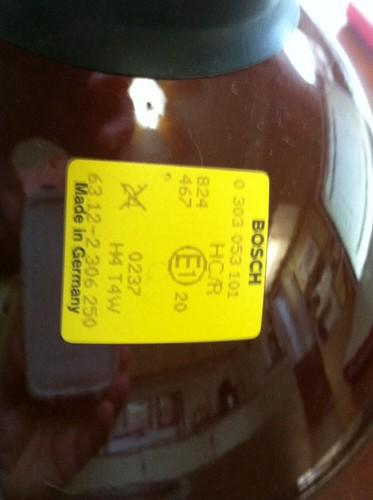 BOSCH
0 303 053 101
HC/R
824
467
E1 20
0237
H4 T4W
63.12-2 306 250
Made in Germany